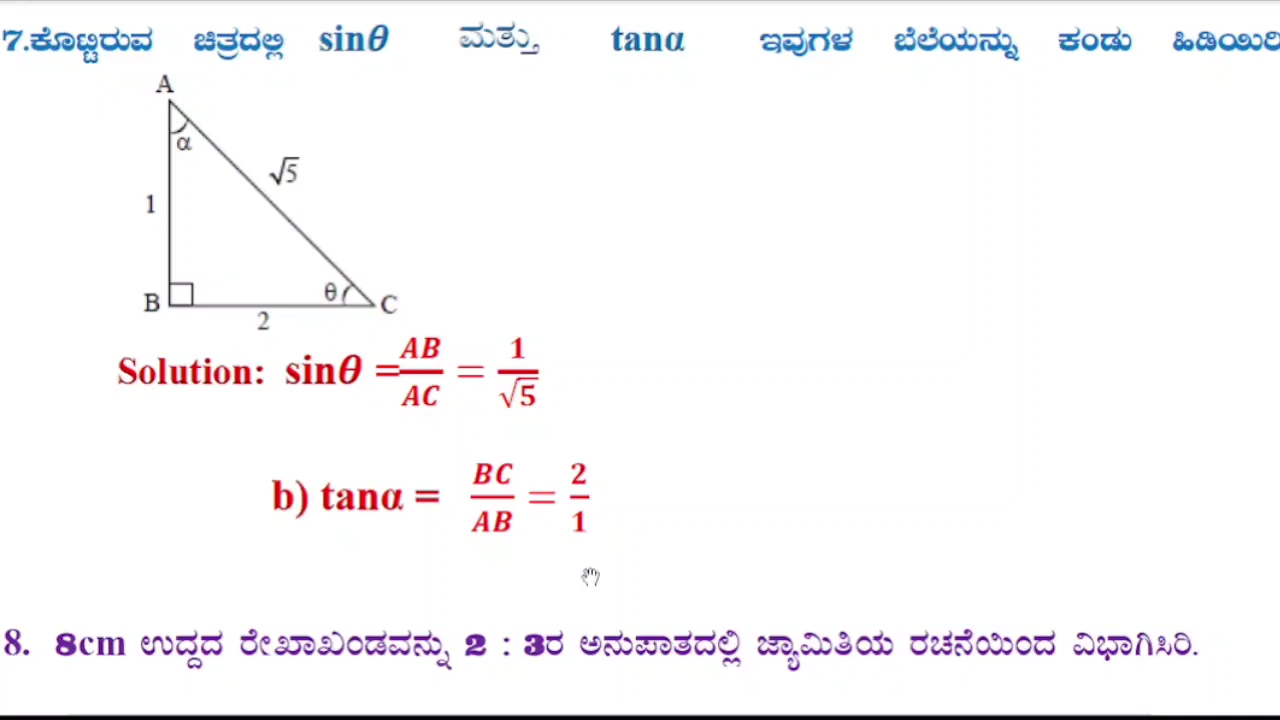 7.ಕೊಟ್ಟಿರುವ ಚಿತ್ರದಲ್ಲಿ sinθ ಮತ್ತು tanα ಇವುಗಳ ಬೆಲೆಯನ್ನು ಕಂಡು ಹಿಡಿಯಿರಿ
A
α
√5
1
B
θ
C
2
Solution: sinθ = AB/AC = 1/√5
b) tanα = BC/AB = 2/1
8. 8cm ಉದ್ದದ ರೇಖಾಖಂಡವನ್ನು 2 : 3ರ ಅನುಪಾತದಲ್ಲಿ ಜ್ಯಾಮಿತಿಯ ರಚನೆಯಿಂದ ವಿಭಾಗಿಸಿರಿ.